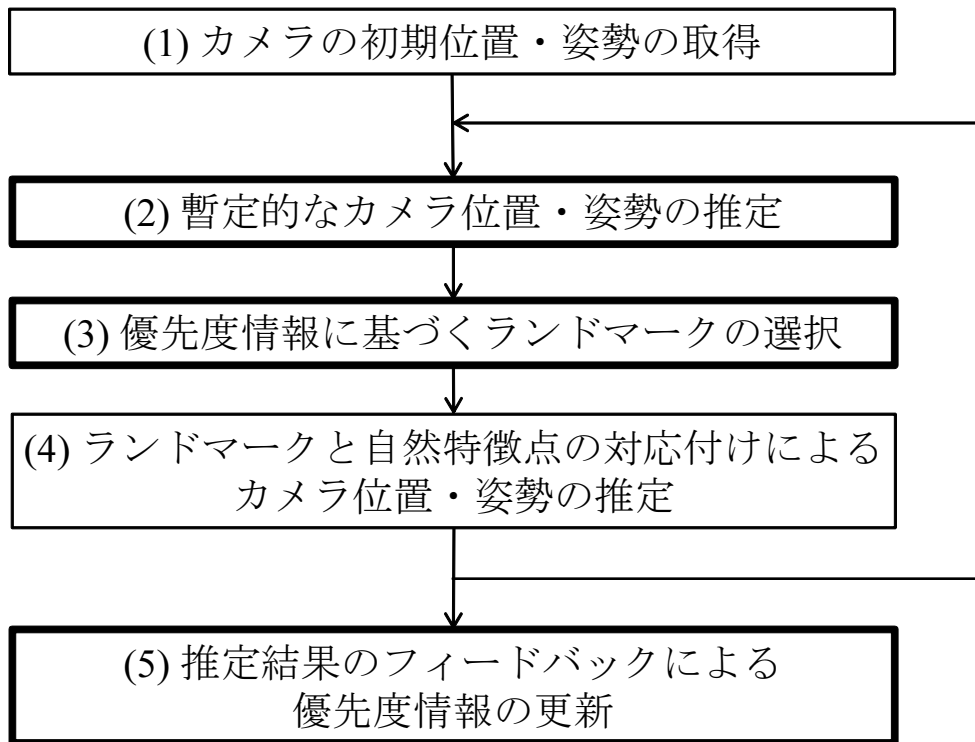 (1) カメラの初期位置・姿勢の取得
(2) 暫定的なカメラ位置・姿勢の推定
(3) 優先度情報に基づくランドマークの選択
(4) ランドマークと自然特徴点の対応付けによる
カメラ位置・姿勢の推定
(5) 推定結果のフィードバックによる
優先度情報の更新